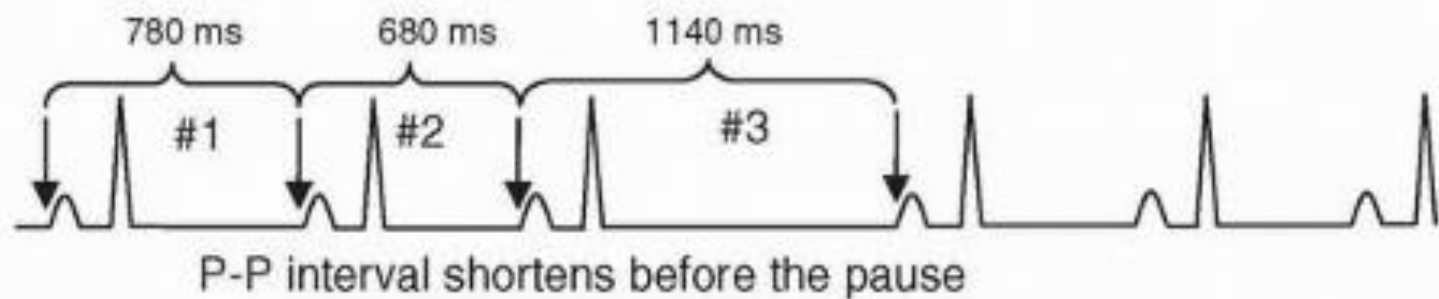 780 ms 680 ms 1140 ms
#1 #2 #3
P-P interval shortens before the pause